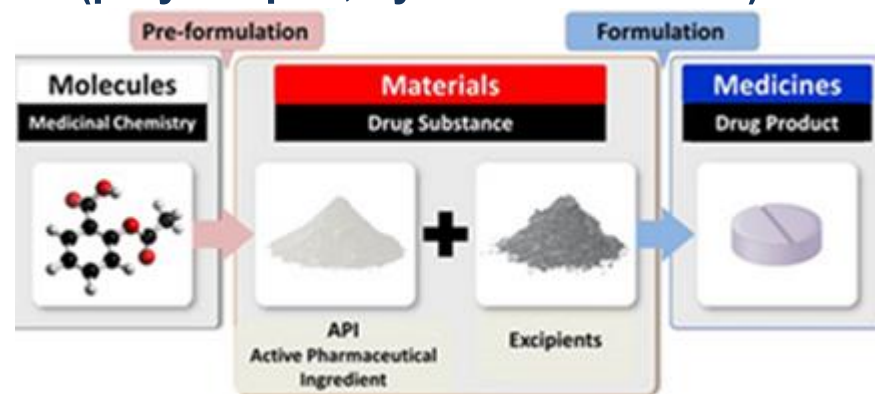 Pre-formulation
Formulation
Molecules
Materials
Medicines
Medicinal Chemistry
Drug Substance
Drug Product
API
Active Pharmaceutical
Ingredient
Excipients